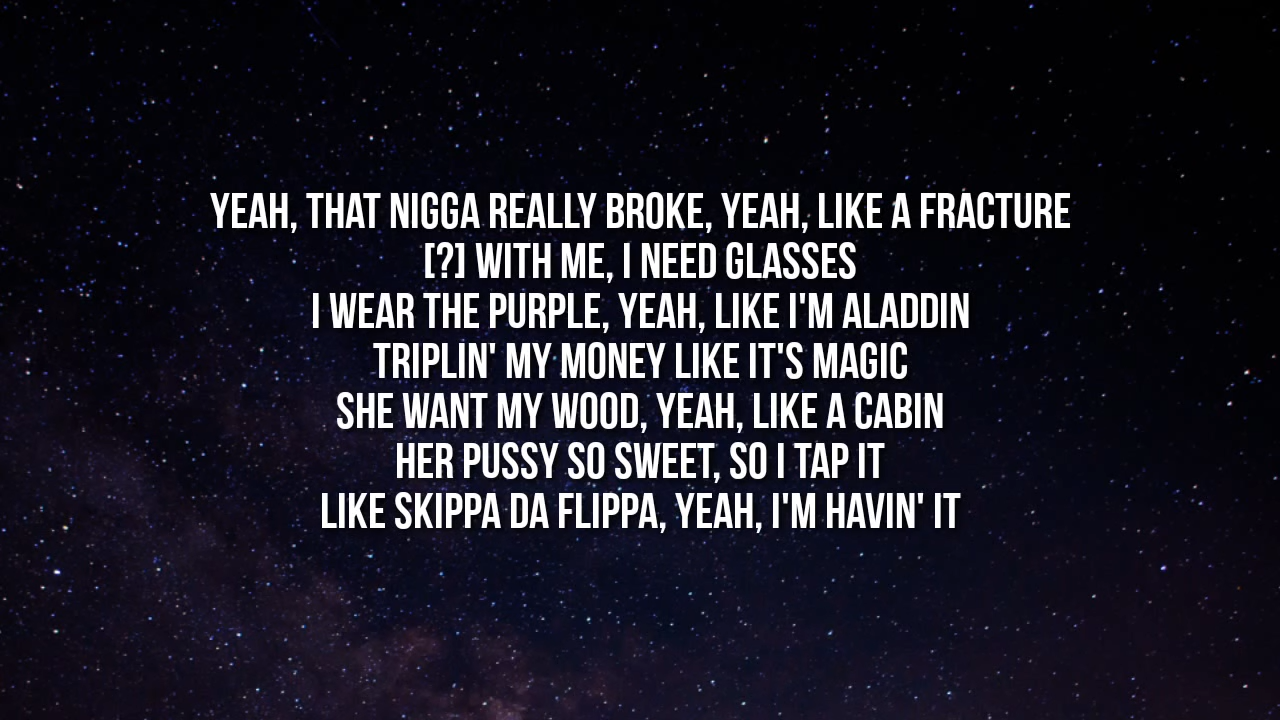 YEAH, THAT NIGGA REALLY BROKE, YEAH, LIKE A FRACTURE
[?] WITH ME, I NEED GLASSES
I WEAR THE PURPLE, YEAH, LIKE I'M ALADDIN
TRIPLIN' MY MONEY LIKE IT'S MAGIC
SHE WANT MY WOOD, YEAH, LIKE A CABIN
HER PUSSY SO SWEET, SO I TAP IT
LIKE SKIPPA DA FLIPPA, YEAH, I'M HAVIN' IT